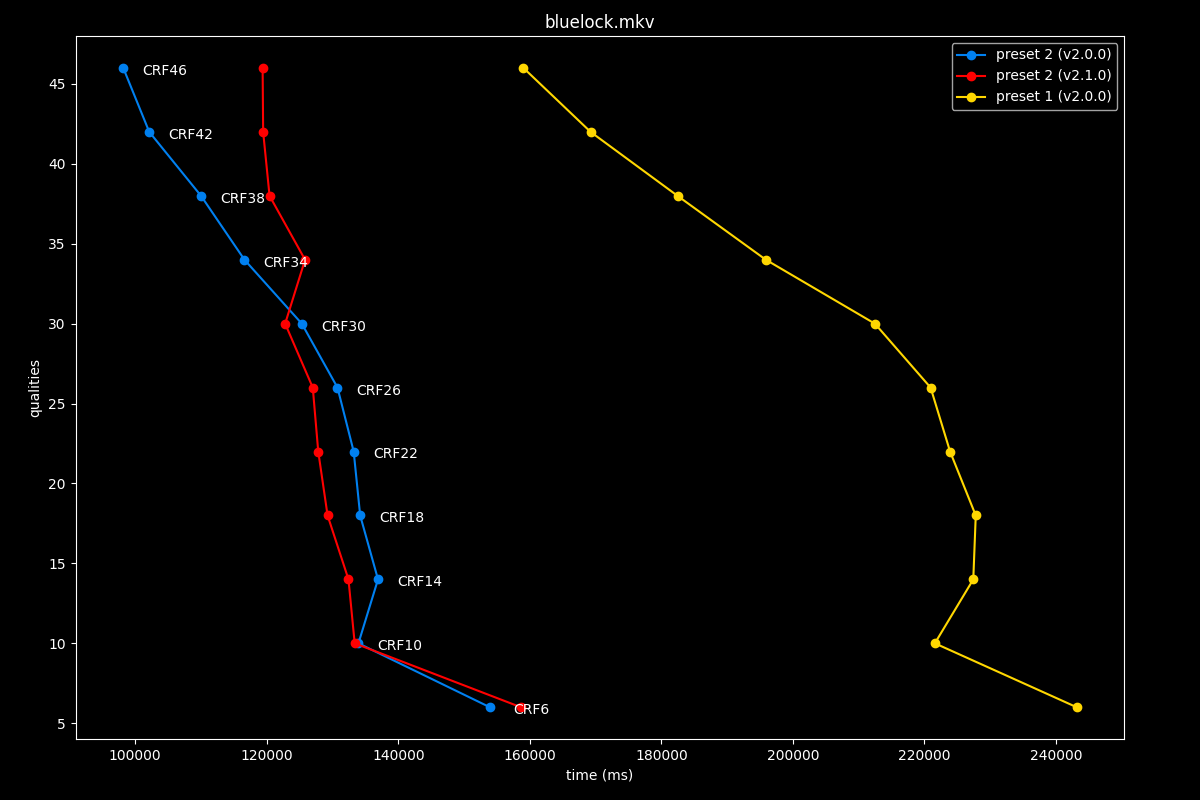 bluelock.mkv
preset 2 (v2.0.0)
preset 2 (v2.1.0)
preset 1 (v2.0.0)
qualities
45
40
35
30
25
20
15
10
5
CRF46
CRF42
CRF38
CRF34
CRF30
CRF26
CRF22
CRF18
CRF14
CRF10
CRF6
100000 120000 140000 160000 180000 200000 220000 240000
time (ms)